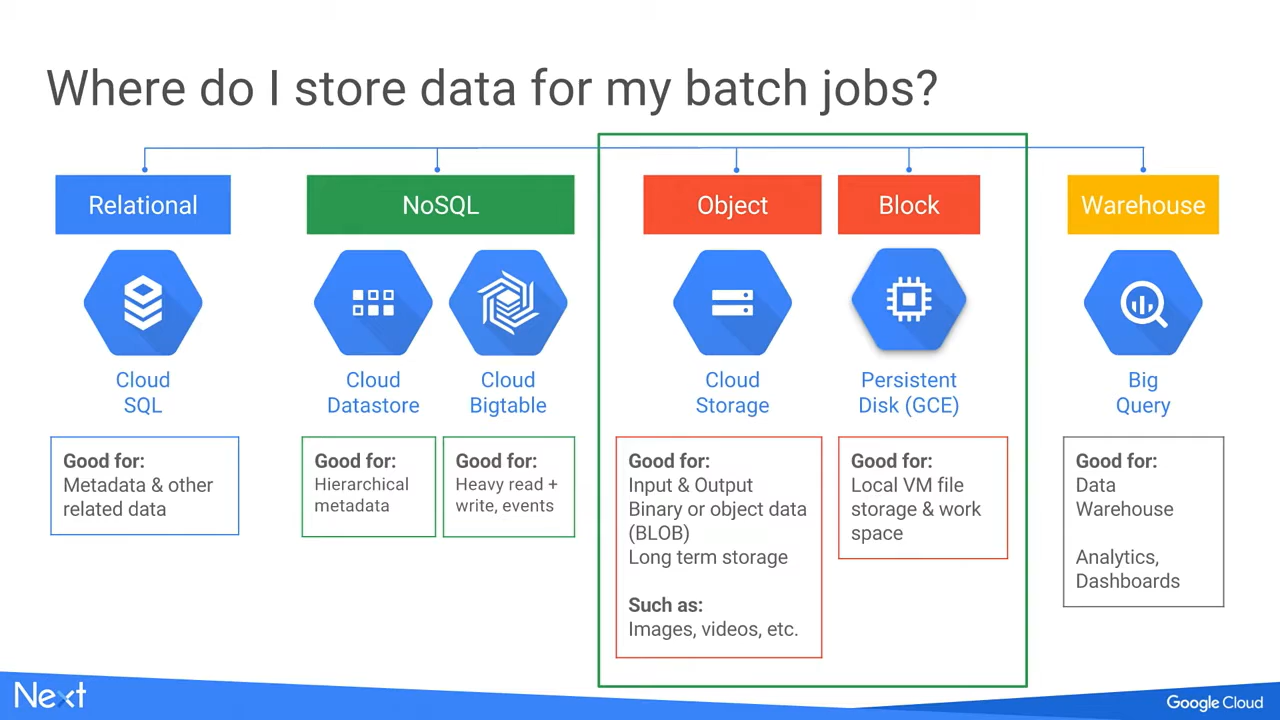 Where do I store data for my batch jobs?
Relational
NoSQL
Object
Block
Warehouse
Cloud
SQL
Cloud
Datastore
Cloud
Bigtable
Cloud
Storage
Persistent
Disk (GCE)
Big
Query
Good for:
Metadata & other
related data
Good for:
Hierarchical
metadata
Good for:
Heavy read +
write, events
Good for:
Input & Output
Binary or object data
(BLOB)
Long term storage
Such as:
Images, videos, etc.
Good for:
Local VM file
storage & work
space
Good for:
Data
Warehouse
Analytics,
Dashboards
Next
Google Cloud